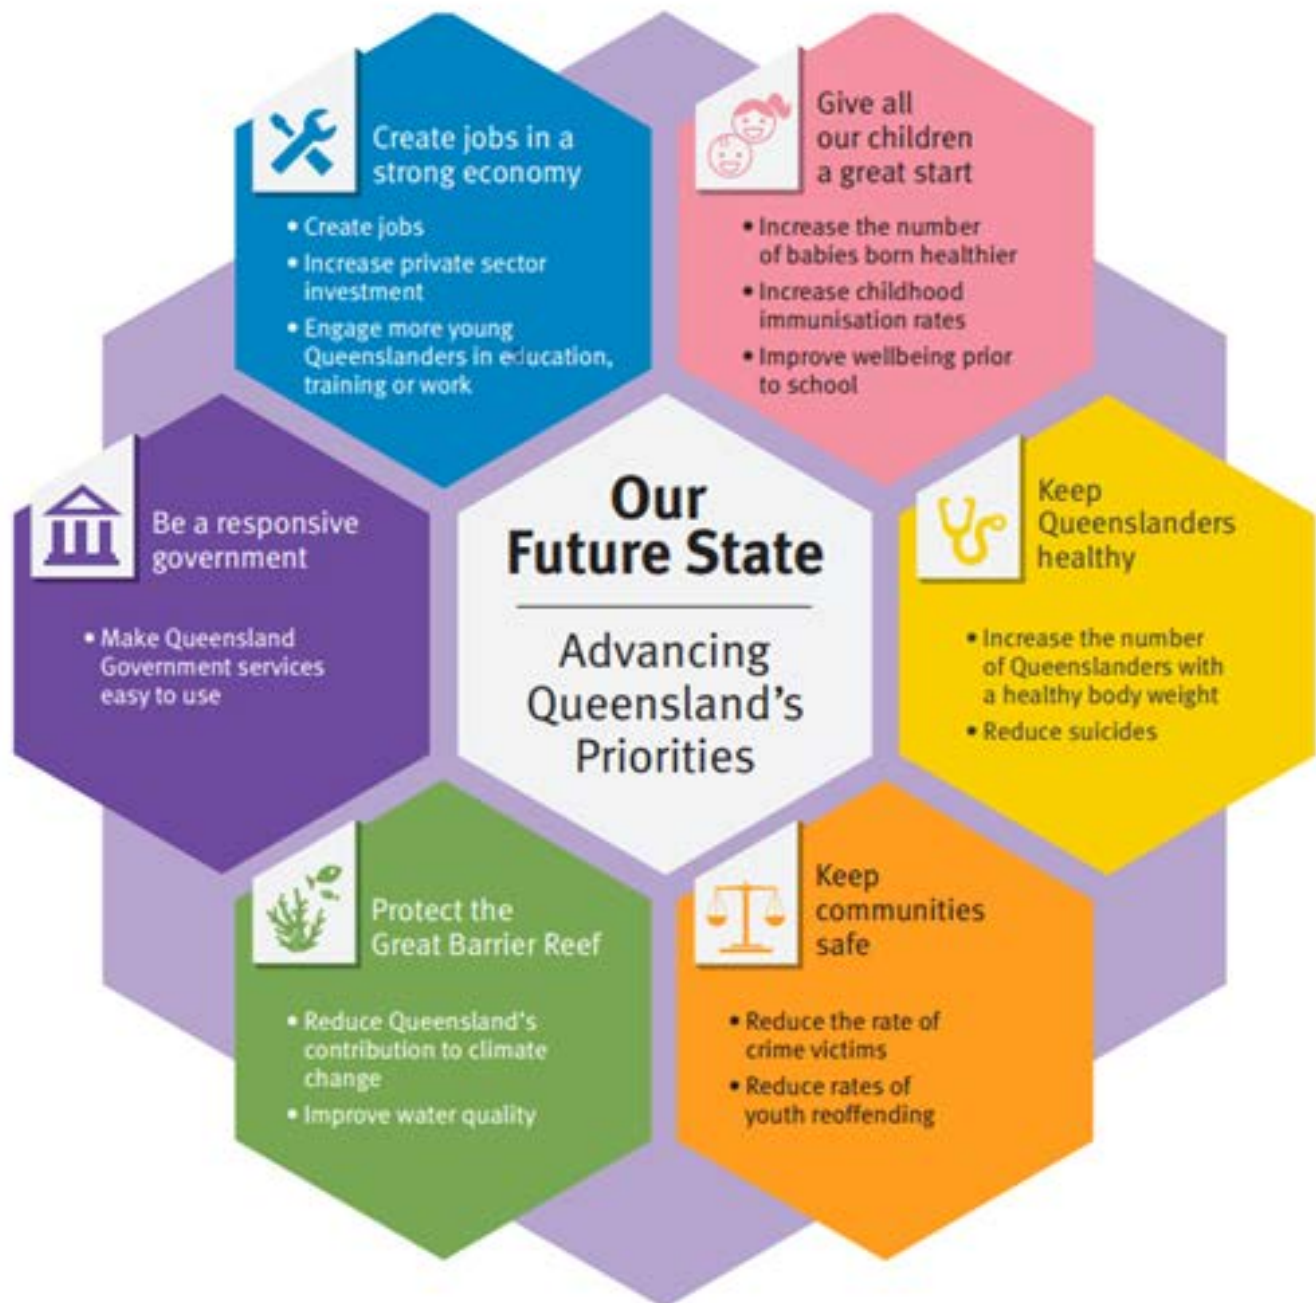 Create jobs in a
strong economy
• Create jobs
• Increase private sector
investment
• Engage more young
Queenslanders in education,
training or work
Give all
our children
a great start
• Increase the number
of babies born healthier
• Increase childhood
immunisation rates
• Improve wellbeing prior
to school
Be a responsive
government
• Make Queensland
Government services
easy to use
Our
Future State
Advancing
Queensland's
Priorities
Keep
Queenslanders
healthy
• Increase the number
of Queenslanders with
a healthy body weight
• Reduce suicides
Protect the
Great Barrier Reef
• Reduce Queensland's
contribution to climate
change
• Improve water quality
Keep
communities
safe
• Reduce the rate of
crime victims
• Reduce rates of
youth reoffending